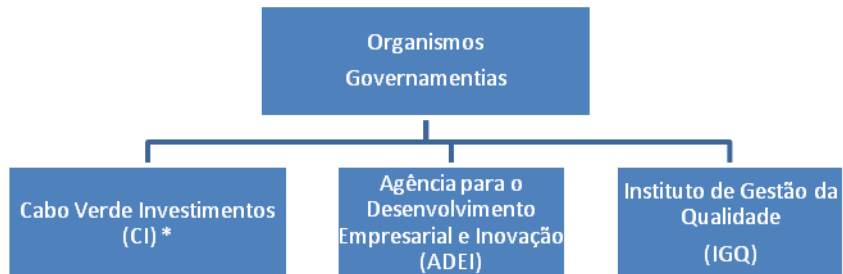 Organismos
Governamentias
Cabo Verde Investimentos
(CI) *
Agência para o
Desenvolvimento
Empresarial e Inovação
(ADEI)
Instituto de Gestão da
Qualidade
(IGQ)